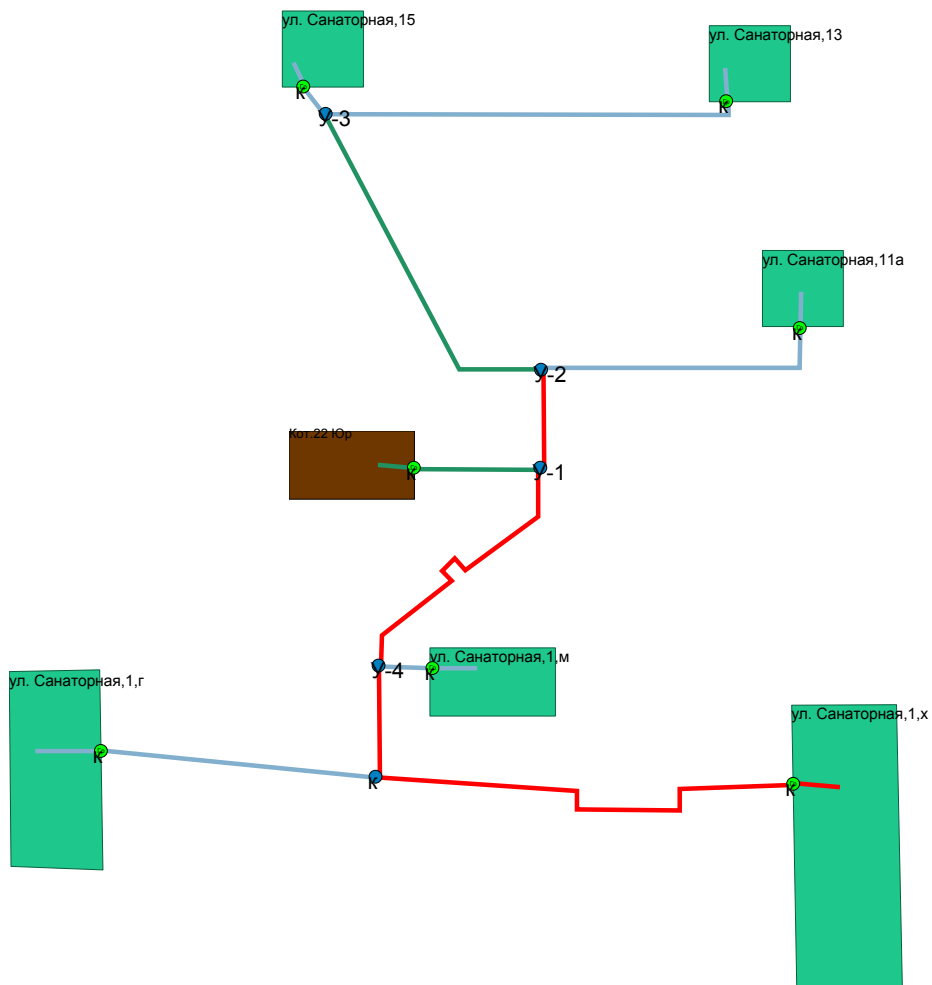 ул. Санаторная,15
ул. Санаторная,13
К
К
У-3
ул. Санаторная,11а
К
У-2
Кот.22 Юр
К
У-1
ул. Санаторная,1,м
У-4
К
ул. Санаторная,1,г
ул. Санаторная,1,х
К
К
К